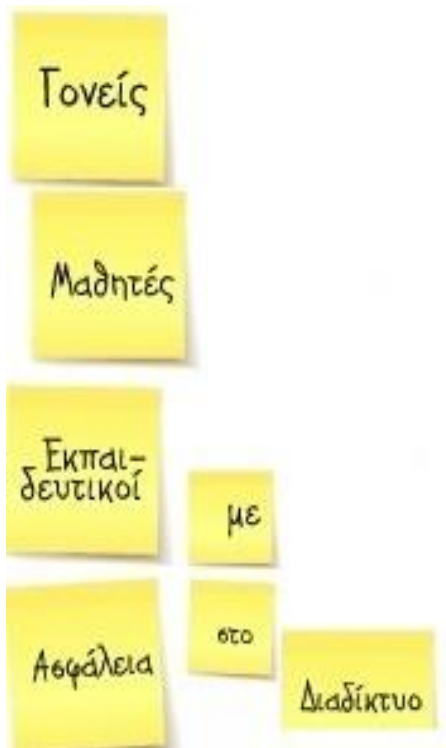 Γονείς
Μαθητές
Εκπαι-
δευτικοί
με
Ασφάλεια
στο
Διαδίκτυο